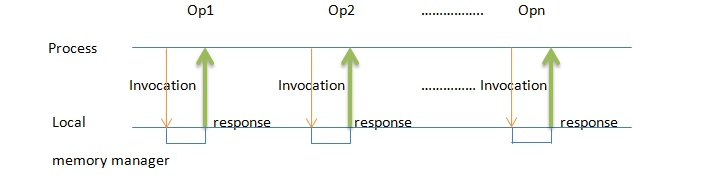 Op1 Op2 ................. Opn
Process
Invocation Invocation ............... Invocation
Local response response response
memory manager